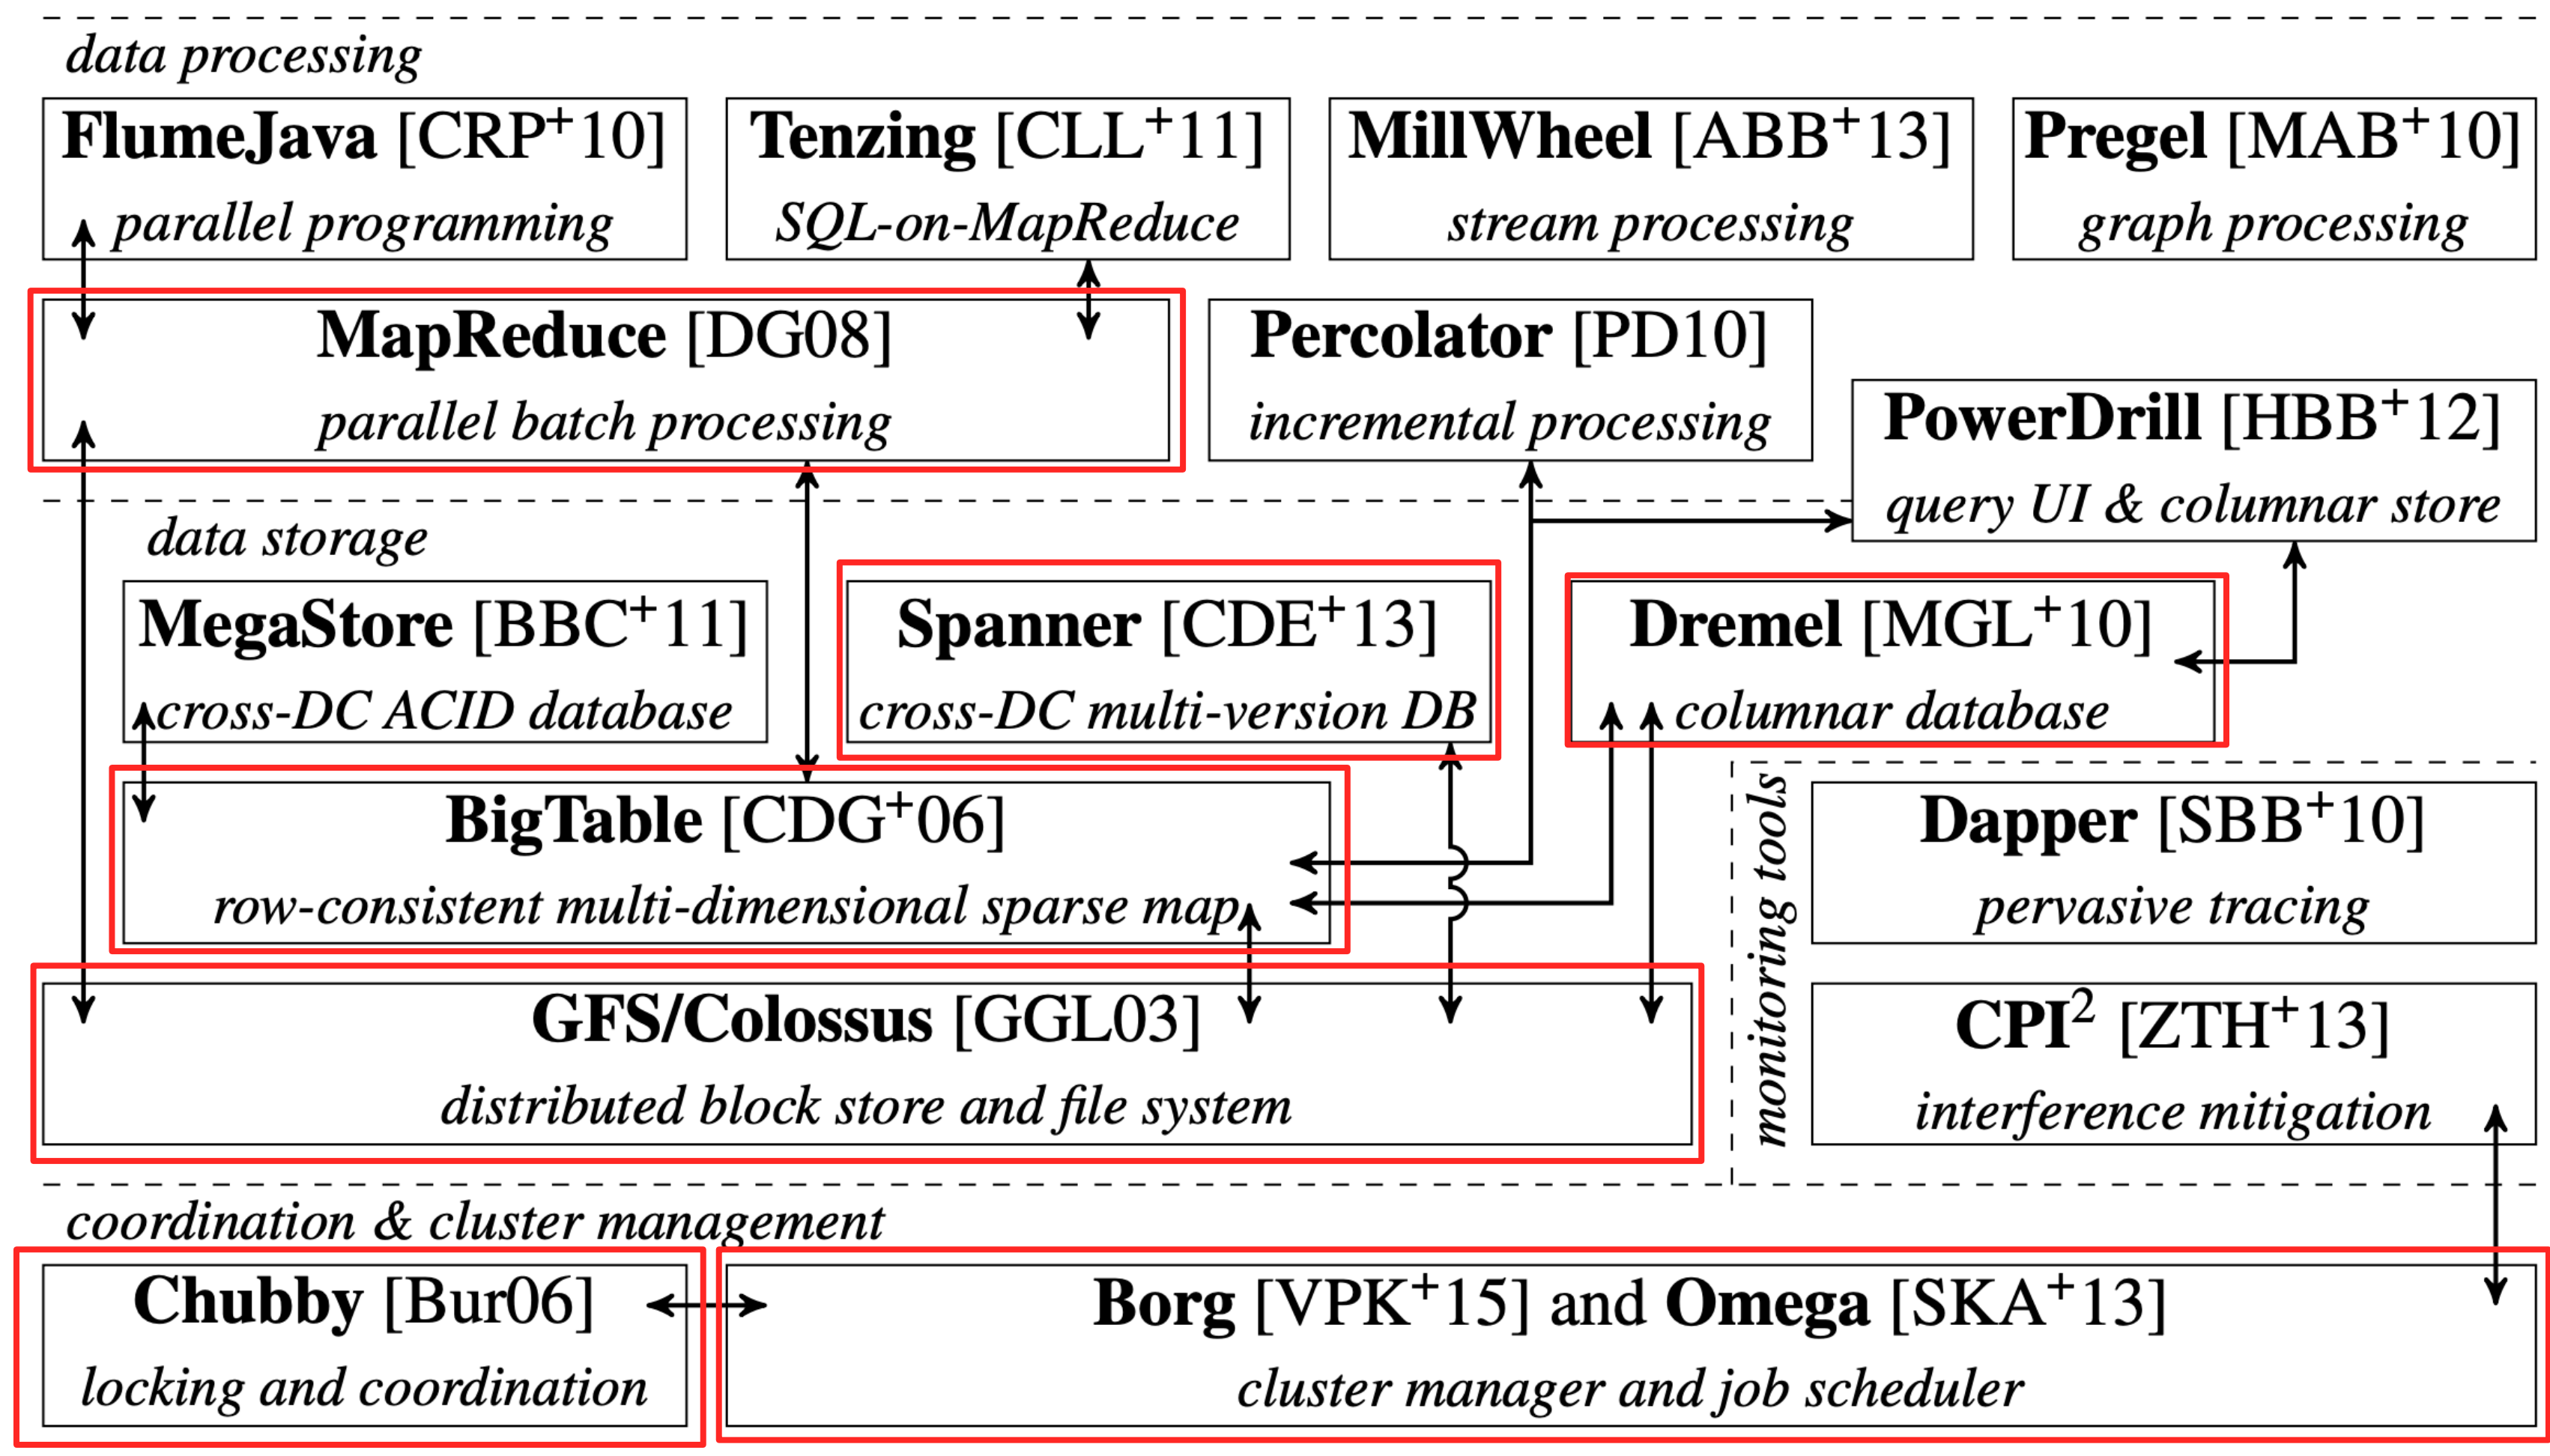 data processing
FlumeJava [CRP+10]
parallel programming
Tenzing [CLL+11]
SQL-on-MapReduce
MillWheel [ABB+13]
stream processing
Pregel [MAB+10]
graph processing
MapReduce [DG08]
parallel batch processing
Percolator [PD10]
incremental processing
PowerDrill [HBB+12]
query UI & columnar store
data storage
MegaStore [BBC+11]
cross-DC ACID database
Spanner [CDE+13]
cross-DC multi-version DB
Dremel [MGL+10]
columnar database
BigTable [CDG+06]
row-consistent multi-dimensional sparse map
GFS/Colossus [GGL03]
distributed block store and file system
monitoring tools
Dapper [SBB+10]
pervasive tracing
CPI² [ZTH+13]
interference mitigation
coordination & cluster management
Chubby [Bur06]
locking and coordination
Borg [VPK+15] and Omega [SKA+13]
cluster manager and job scheduler